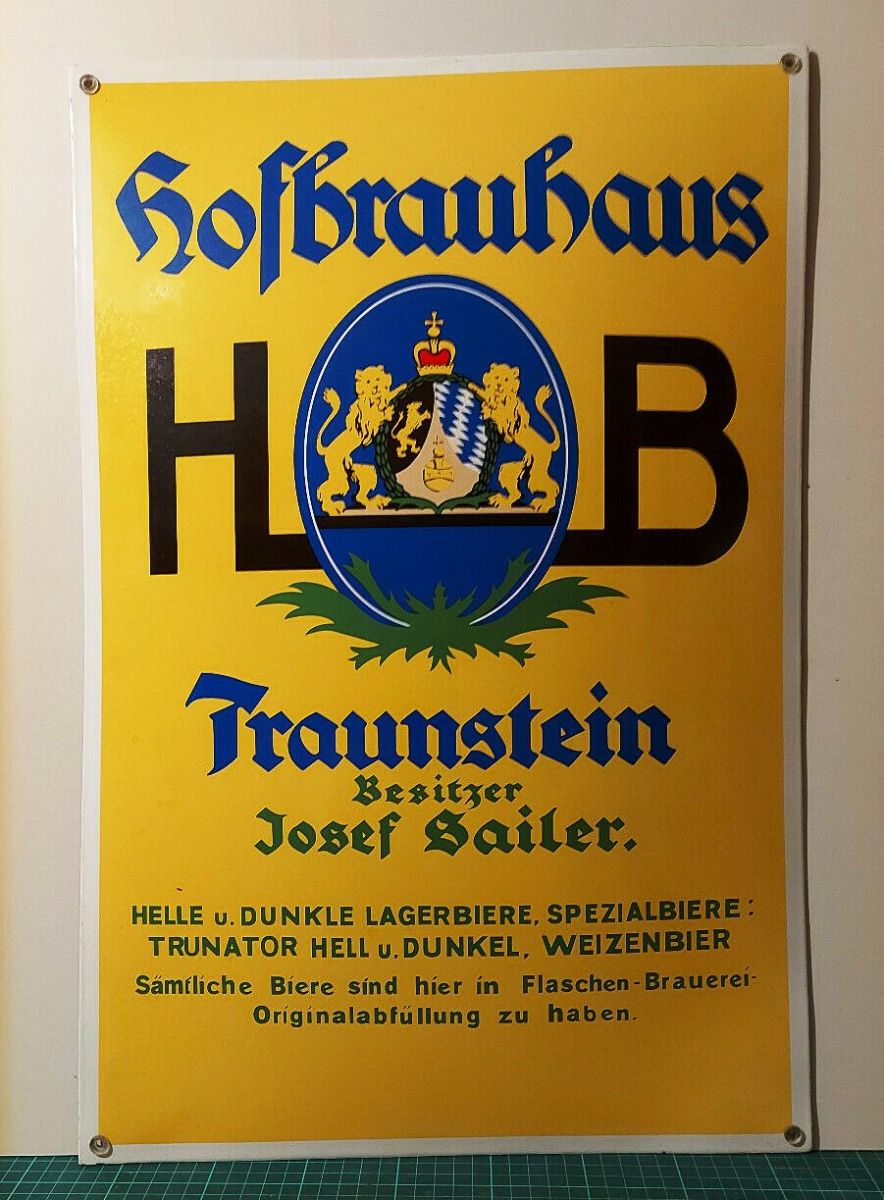 Hofbrauhaus
H B
Traunstein
Besitzer
Josef Sailer.
HELLE u. DUNKLE LAGERBIERE, SPEZIALBIERE:
TRUNATOR HELL u. DUNKEL, WEIZENBIER
Sämtliche Biere sind hier in Flaschen-Brauerei-
Originalabfüllung zu haben.